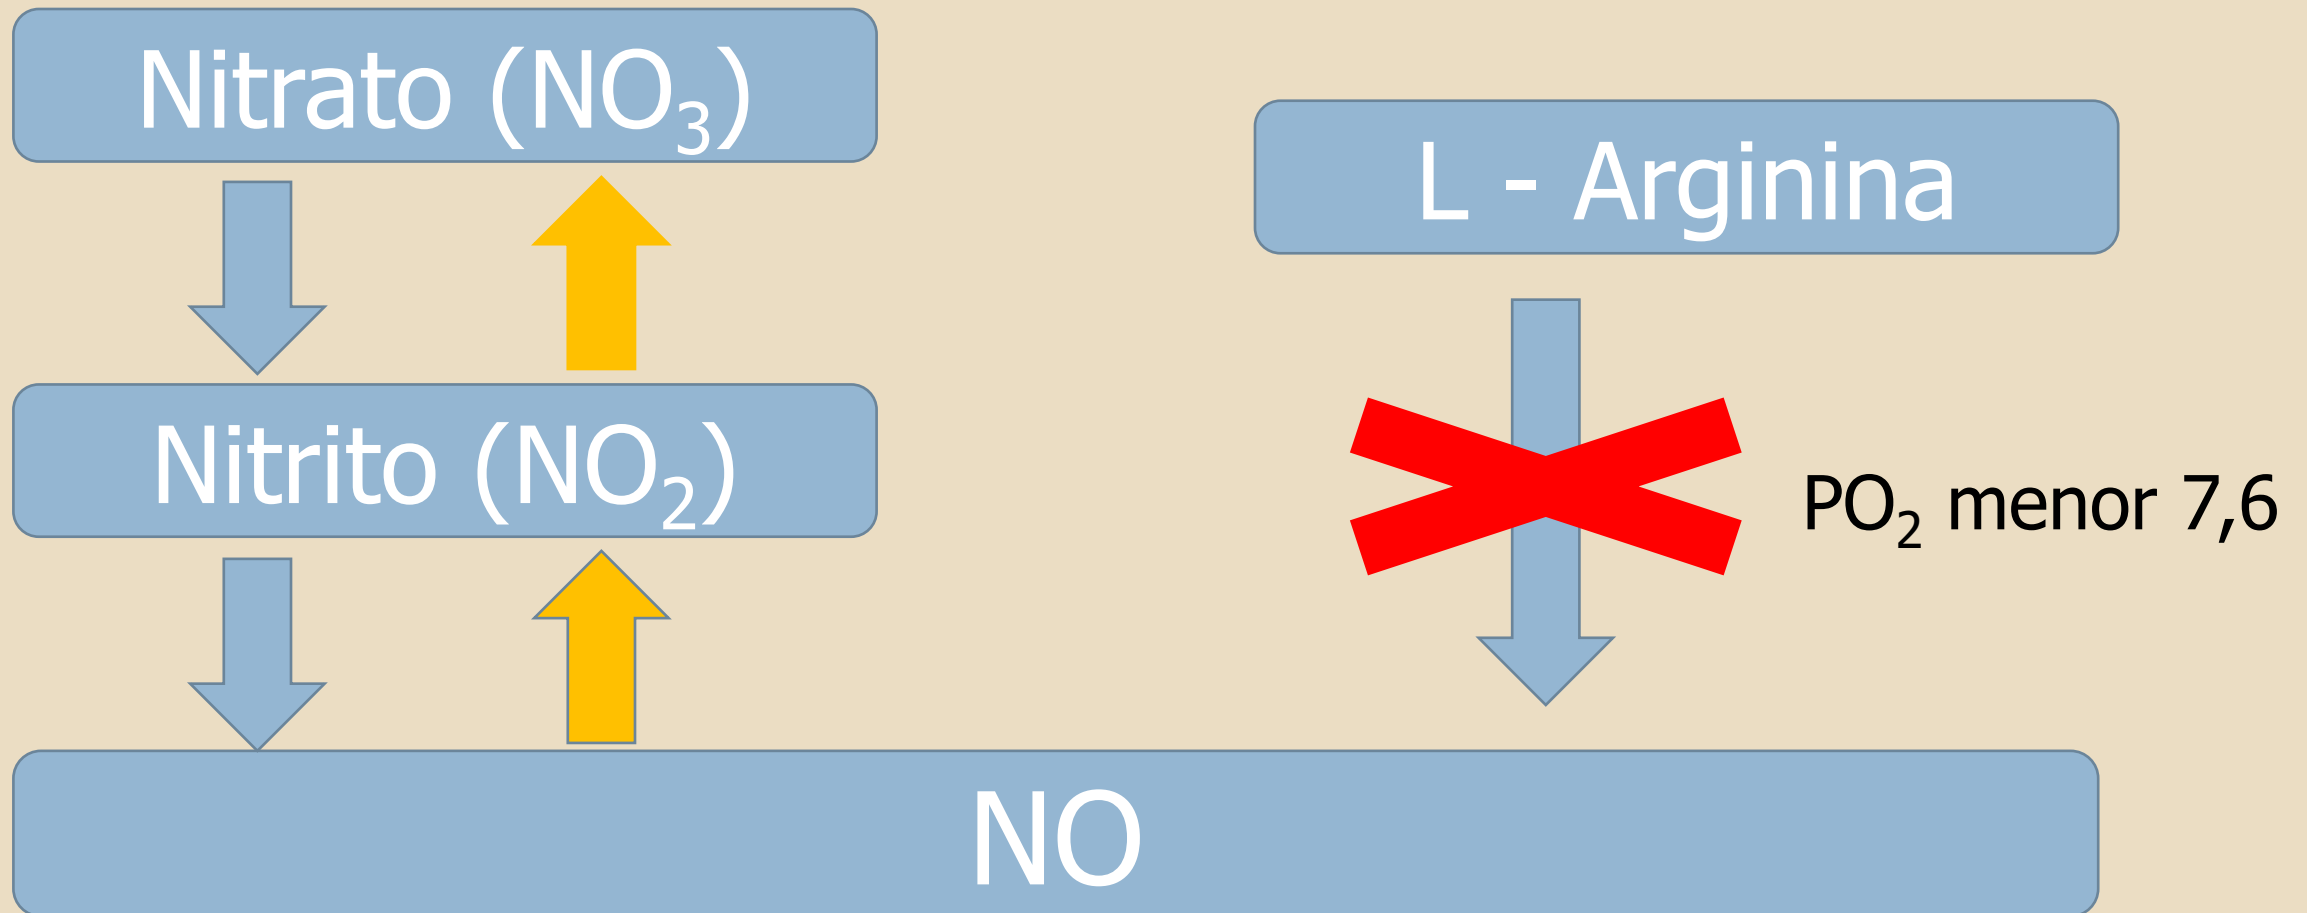 Nitrato (NO₃)
L - Arginina
Nitrito (NO₂)
PO₂ menor 7,6
NO